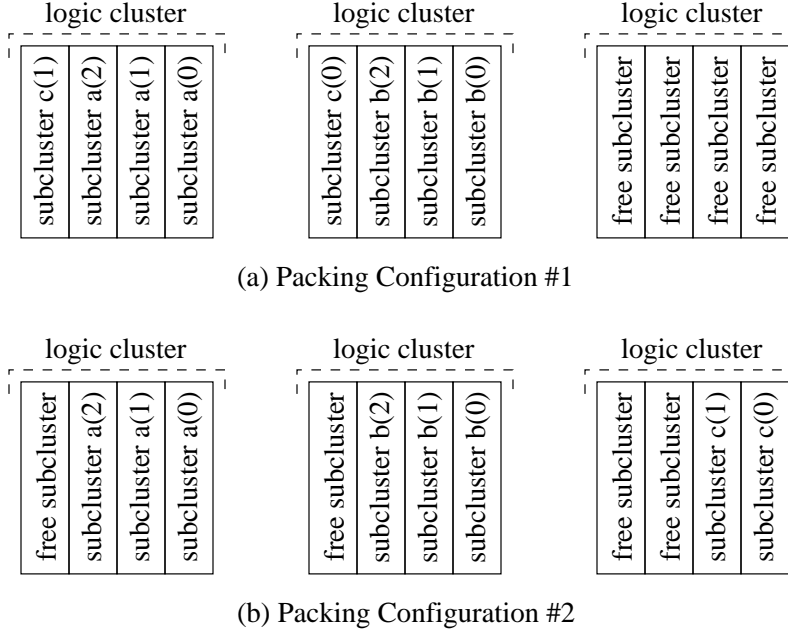 logic cluster
logic cluster
logic cluster
subcluster c(1)
subcluster a(2)
subcluster a(1)
subcluster a(0)
subcluster c(0)
subcluster b(2)
subcluster b(1)
subcluster b(0)
free subcluster
free subcluster
free subcluster
free subcluster
(a) Packing Configuration #1
logic cluster
logic cluster
logic cluster
free subcluster
subcluster a(2)
subcluster a(1)
subcluster a(0)
free subcluster
subcluster b(2)
subcluster b(1)
subcluster b(0)
free subcluster
free subcluster
subcluster c(1)
subcluster c(0)
(b) Packing Configuration #2